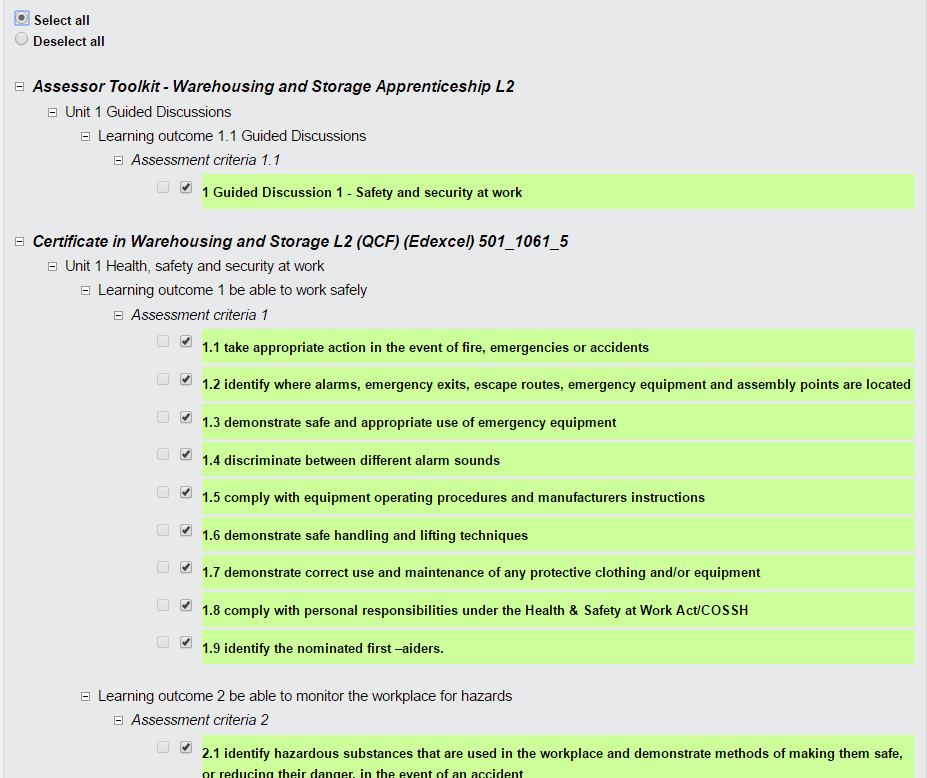 Select all
Deselect all
Assessor Toolkit - Warehousing and Storage Apprenticeship L2
Unit 1 Guided Discussions
Learning outcome 1.1 Guided Discussions
Assessment criteria 1.1
1 Guided Discussion 1 - Safety and security at work
Certificate in Warehousing and Storage L2 (QCF) (Edexcel) 501_1061_5
Unit 1 Health, safety and security at work
Learning outcome 1 be able to work safely
Assessment criteria 1
1.1 take appropriate action in the event of fire, emergencies or accidents
1.2 identify where alarms, emergency exits, escape routes, emergency equipment and assembly points are located
1.3 demonstrate safe and appropriate use of emergency equipment
1.4 discriminate between different alarm sounds
1.5 comply with equipment operating procedures and manufacturers instructions
1.6 demonstrate safe handling and lifting techniques
1.7 demonstrate correct use and maintenance of any protective clothing and/or equipment
1.8 comply with personal responsibilities under the Health & Safety at Work Act/COSSH
1.9 identify the nominated first –aiders.
Learning outcome 2 be able to monitor the workplace for hazards
Assessment criteria 2
2.1 identify hazardous substances that are used in the workplace and demonstrate methods of making them safe,
or reducing their danger, in the event of an accident